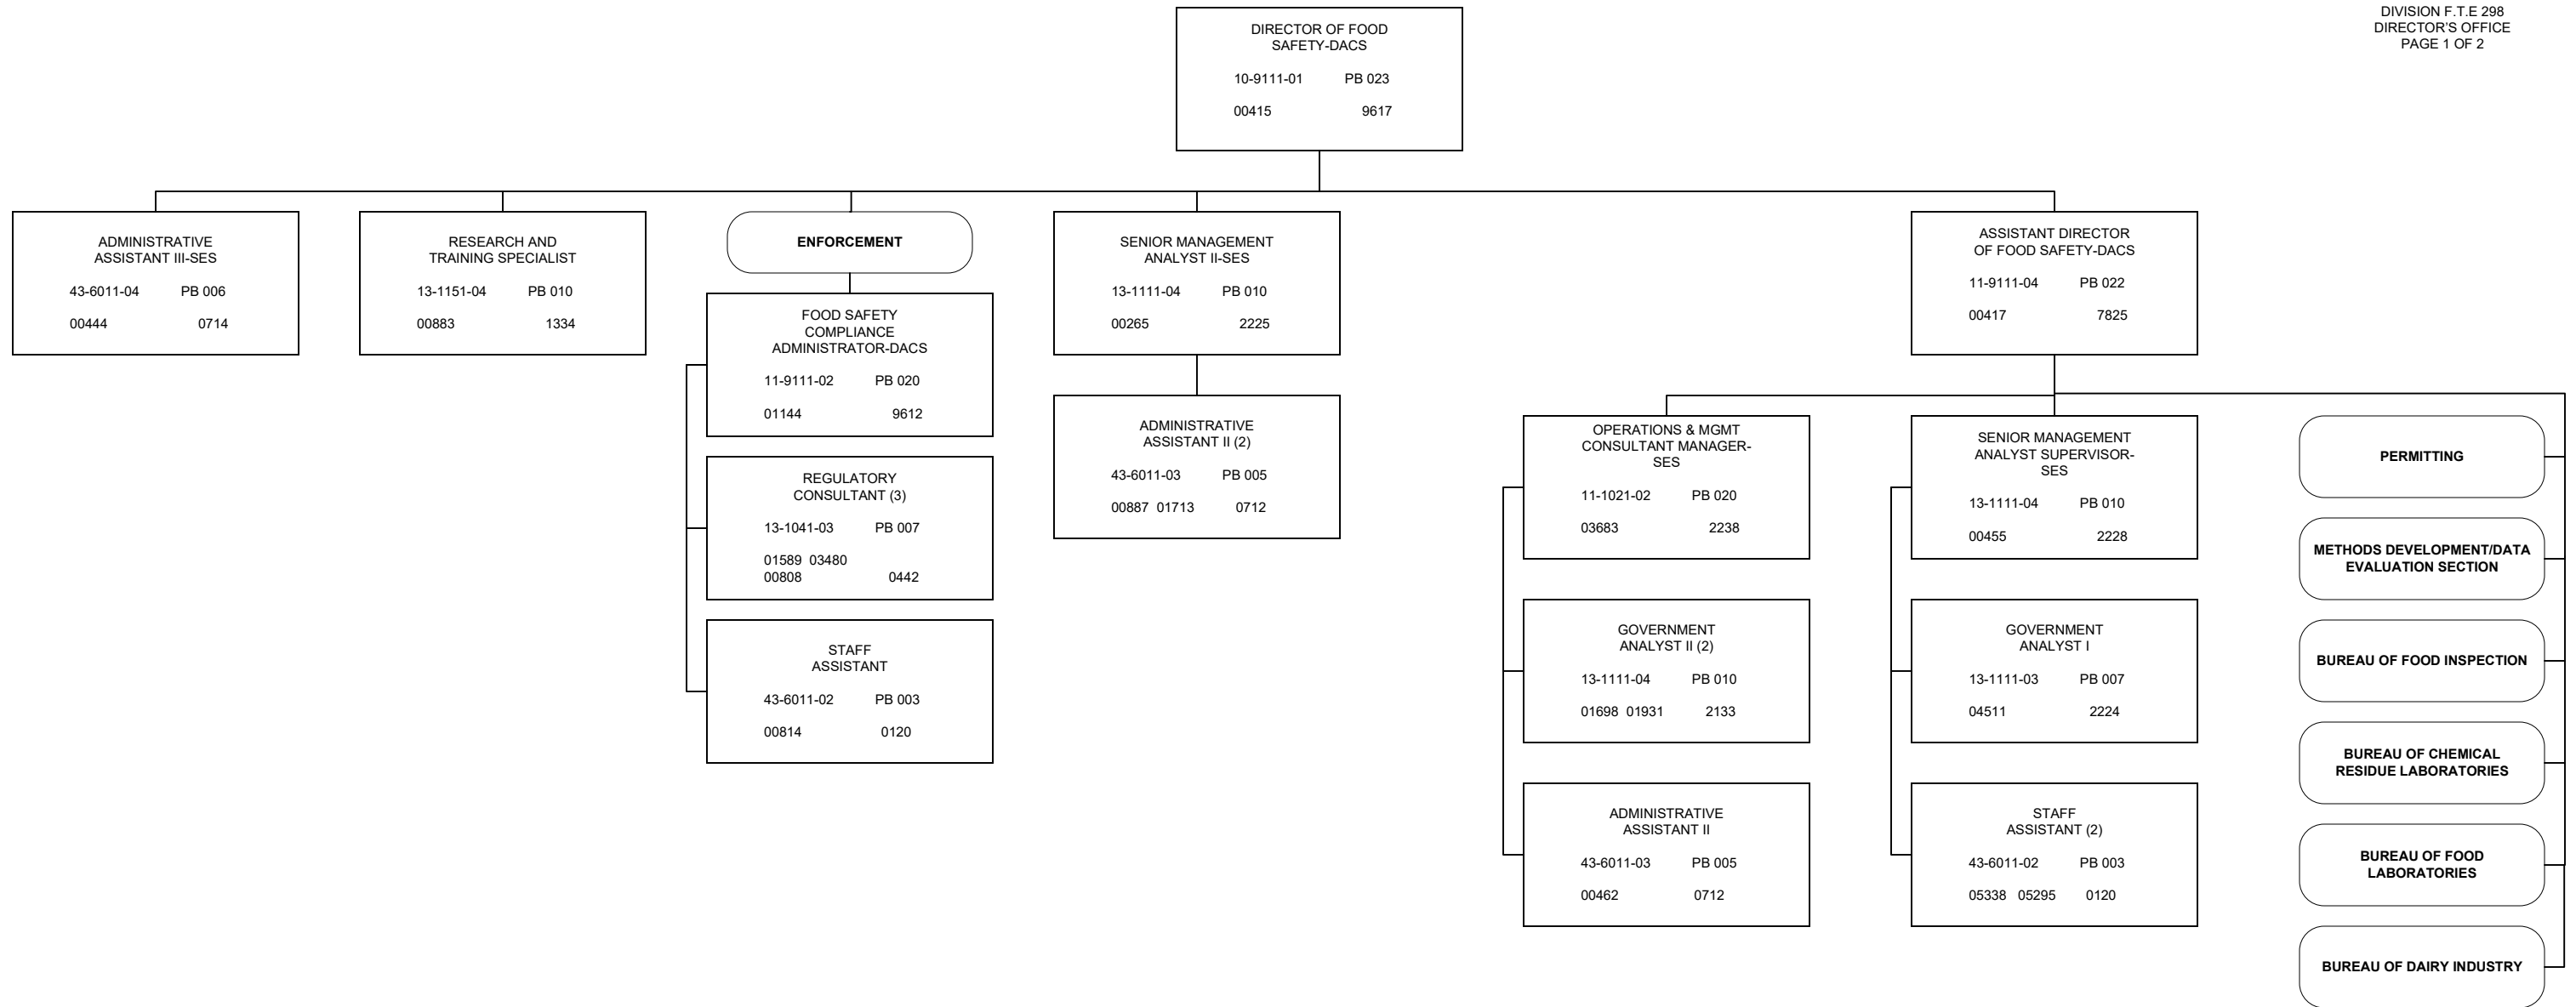 DIVISION F.T.E 298
DIRECTOR'S OFFICE
PAGE 1 OF 2
DIRECTOR OF FOOD
SAFETY-DACS
10-9111-01 PB 023
00415 9617
ADMINISTRATIVE
ASSISTANT III-SES
43-6011-04 PB 006
00444 0714
RESEARCH AND
TRAINING SPECIALIST
13-1151-04 PB 010
00883 1334
ENFORCEMENT
FOOD SAFETY
COMPLIANCE
ADMINISTRATOR-DACS
11-9111-02 PB 020
01144 9612
REGULATORY
CONSULTANT (3)
13-1041-03 PB 007
01589 03480
00808 0442
STAFF
ASSISTANT
43-6011-02 PB 003
00814 0120
SENIOR MANAGEMENT
ANALYST II-SES
13-1111-04 PB 010
00265 2225
ADMINISTRATIVE
ASSISTANT II (2)
43-6011-03 PB 005
00887 01713 0712
ASSISTANT DIRECTOR
OF FOOD SAFETY-DACS
11-9111-04 PB 022
00417 7825
OPERATIONS & MGMT
CONSULTANT MANAGER-
SES
11-1021-02 PB 020
03683 2238
GOVERNMENT
ANALYST II (2)
13-1111-04 PB 010
01698 01931 2133
ADMINISTRATIVE
ASSISTANT II
43-6011-03 PB 005
00462 0712
SENIOR MANAGEMENT
ANALYST SUPERVISOR-
SES
13-1111-04 PB 010
00455 2228
GOVERNMENT
ANALYST I
13-1111-03 PB 007
04511 2224
STAFF
ASSISTANT (2)
43-6011-02 PB 003
05338 05295 0120
PERMITTING
METHODS DEVELOPMENT/DATA
EVALUATION SECTION
BUREAU OF FOOD INSPECTION
BUREAU OF CHEMICAL
RESIDUE LABORATORIES
BUREAU OF FOOD
LABORATORIES
BUREAU OF DAIRY INDUSTRY